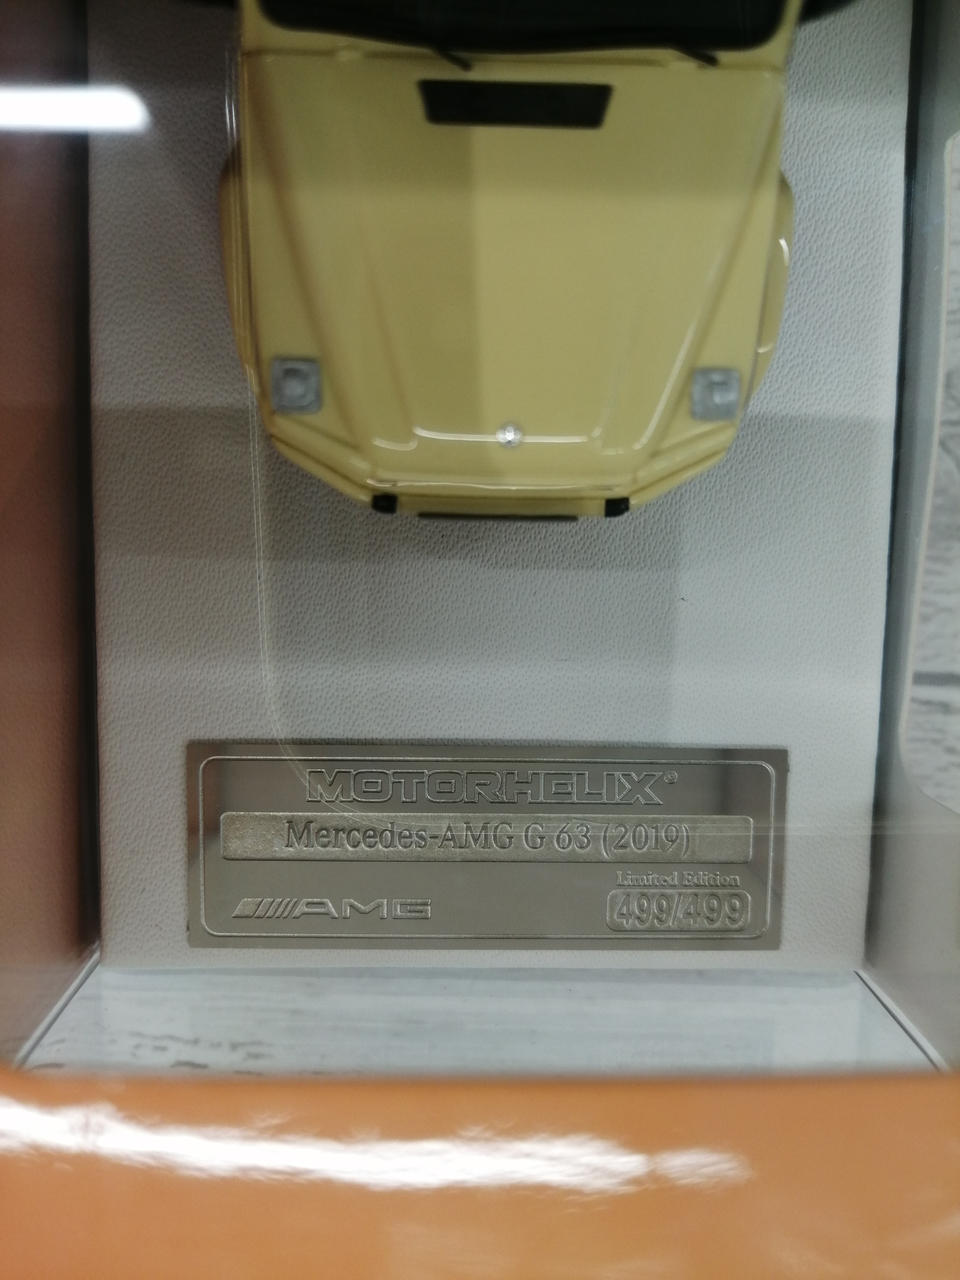 MOTORHELIX®
Mercedes-AMG G 63 (2019)
Limited Edition
AMG 499/499